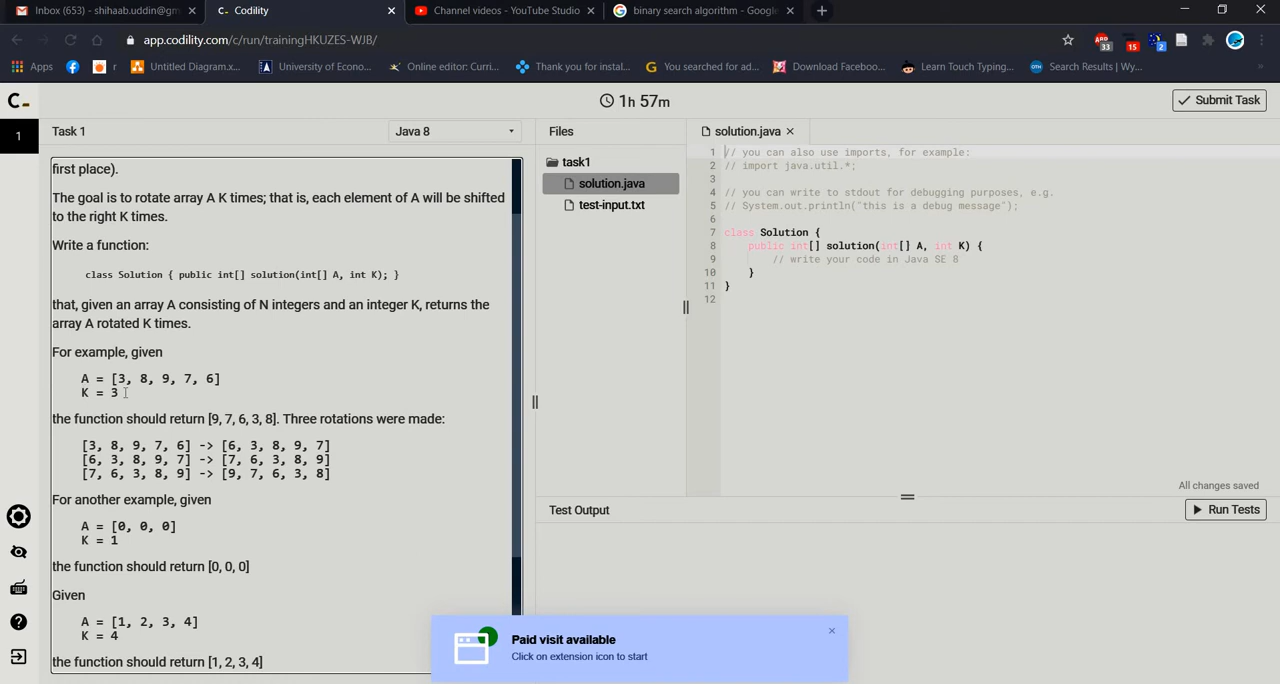 Inbox (653) - shihaab.uddin@gm
Codility
Channel videos - YouTube Studio
binary search algorithm - Google
app.codility.com/c/run/trainingHKUZES-WJB/
33
15
2
Apps
r
Untitled Diagram.x...
University of Econo...
Online editor: Curri...
Thank you for instal...
You searched for ad...
Download Faceboo...
Learn Touch Typing...
Search Results | Wy...
C_
1h 57m
Submit Task
1
Task 1
Java 8
Files
solution.java
task1
solution.java
test-input.txt
first place).
The goal is to rotate array A K times; that is, each element of A will be shifted
to the right K times.
Write a function:
class Solution { public int[] solution(int[] A, int K); }
that, given an array A consisting of N integers and an integer K, returns the
array A rotated K times.
For example, given
A = [3, 8, 9, 7, 6]
K = 3
the function should return [9, 7, 6, 3, 8]. Three rotations were made:
[3, 8, 9, 7, 6] -> [6, 3, 8, 9, 7]
[6, 3, 8, 9, 7] -> [7, 6, 3, 8, 9]
[7, 6, 3, 8, 9] -> [9, 7, 6, 3, 8]
For another example, given
A = [0, 0, 0]
K = 1
the function should return [0, 0, 0]
Given
A = [1, 2, 3, 4]
K = 4
the function should return [1, 2, 3, 4]
1 // you can also use imports, for example:
2 // import java.util.*;
3
4 // you can write to stdout for debugging purposes, e.g.
5 // System.out.println("this is a debug message");
6
7 class Solution {
8 public int[] solution(int[] A, int K) {
9 // write your code in Java SE 8
10 }
11 }
12
All changes saved
Test Output
Run Tests
Paid visit available
Click on extension icon to start